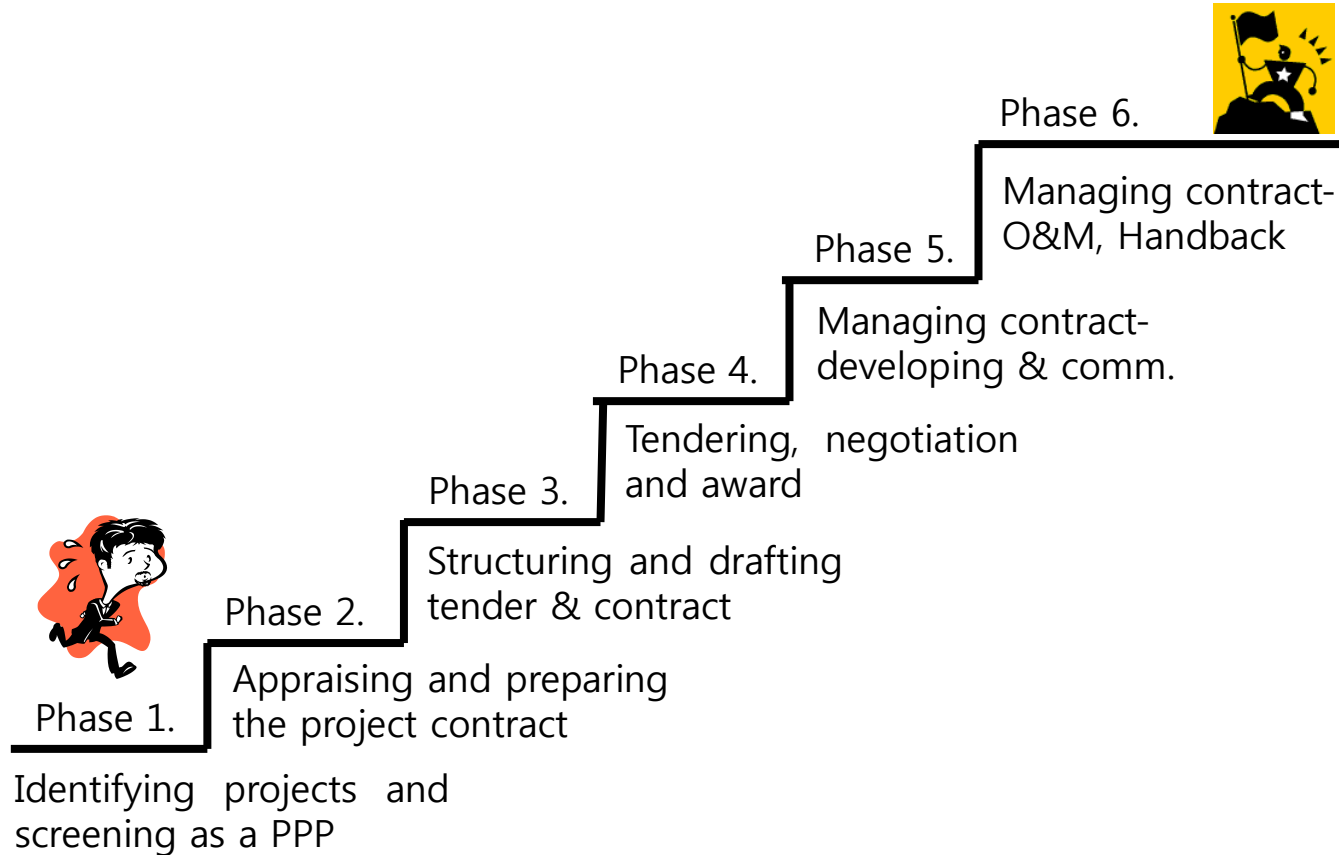 Phase 1.
Identifying projects and
screening as a PPP
Phase 2.
Appraising and preparing
the project contract
Phase 3.
Structuring and drafting
tender & contract
Phase 4.
Tendering, negotiation
and award
Phase 5.
Managing contract-
developing & comm.
Phase 6.
Managing contract-
O&M, Handback